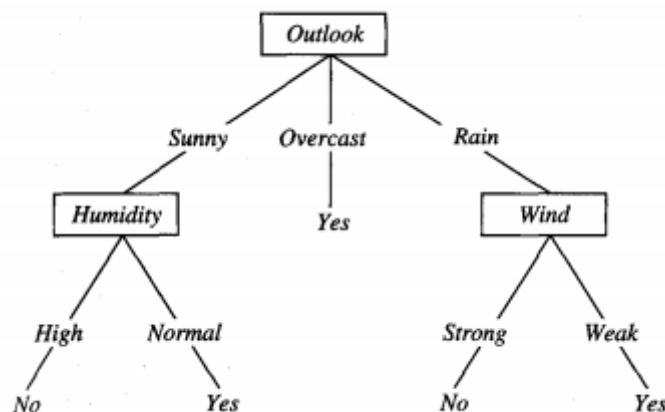 Outlook
Sunny Overcast Rain
Humidity Yes Wind
High Normal Strong Weak
No Yes No Yes